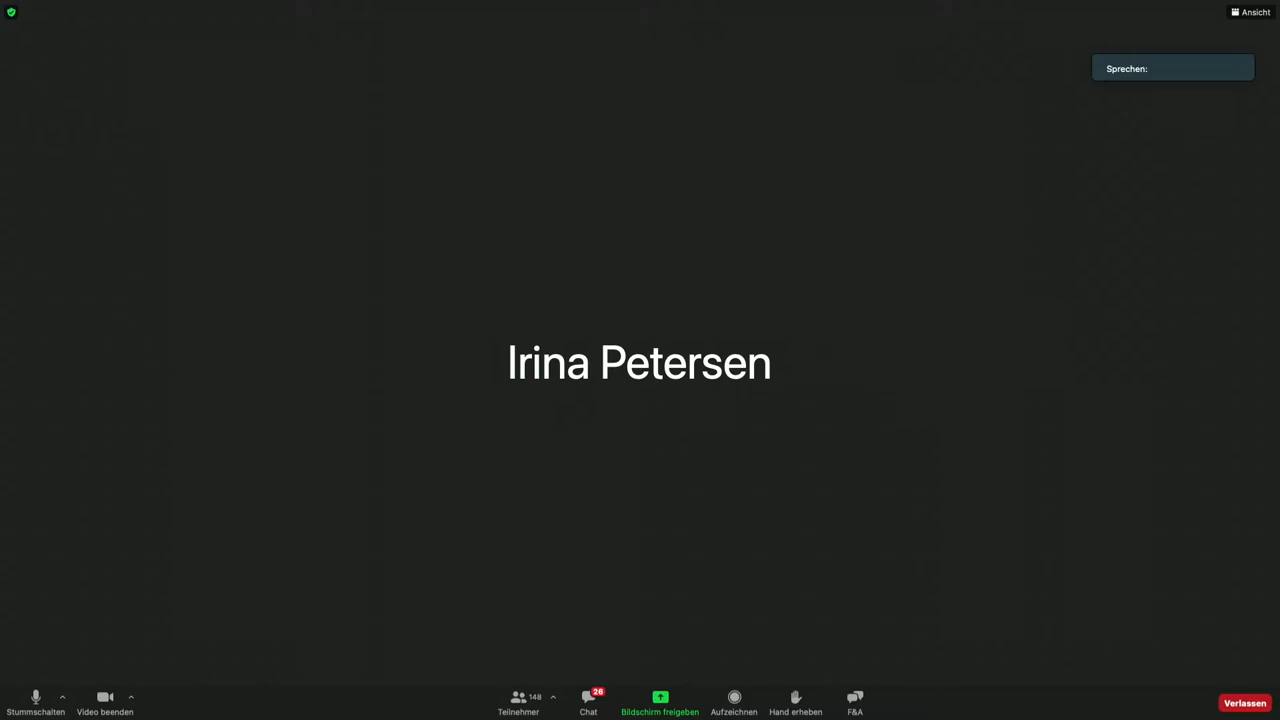 Ansicht
Sprechen:
Irina Petersen
Stummschalten
Video beenden
148
Teilnehmer
26
Chat
Bildschirm freigeben
Aufzeichnen
Hand erheben
F&A
Verlassen